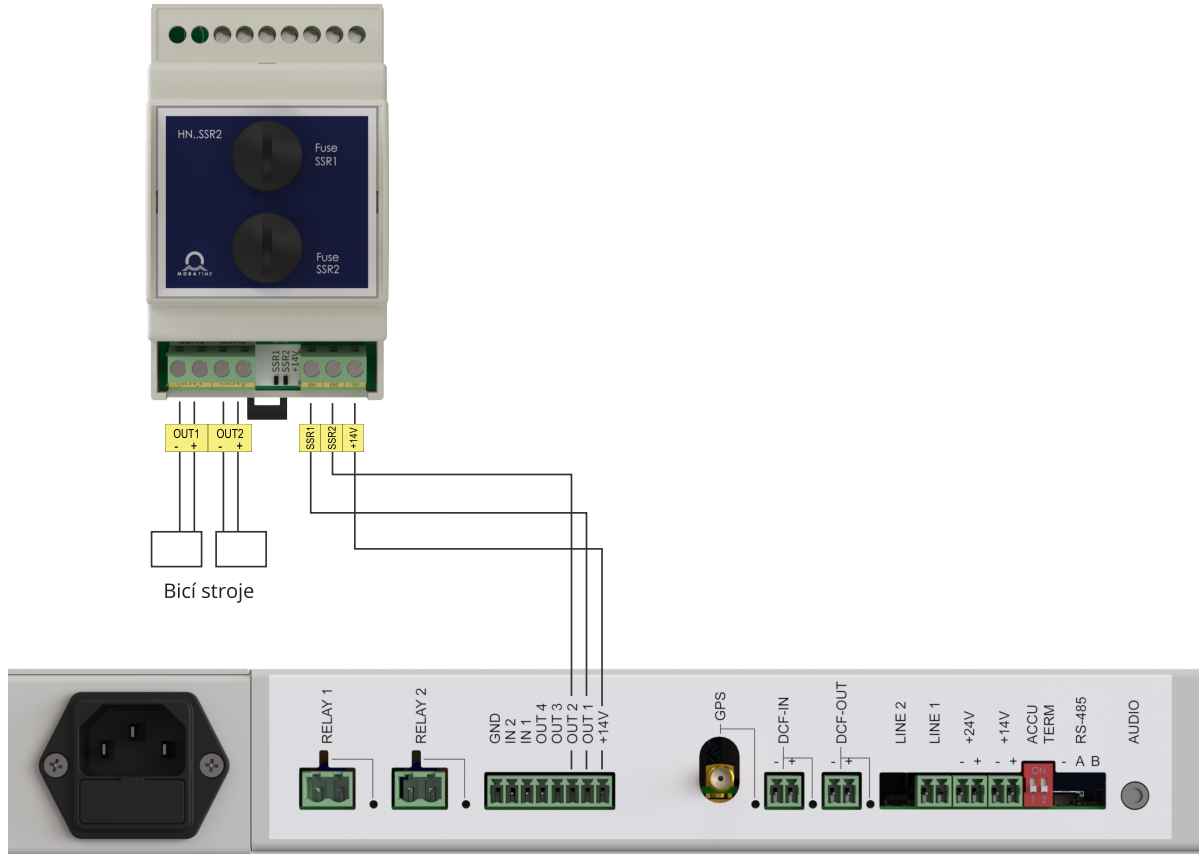 HN..SSR2
Fuse
SSR1
Fuse
SSR2
MOBATIME
SSR1
SSR2
+14V
OUT1
- +
OUT2
- +
SSR1
SSR2
+14V
Bicí stroje
RELAY 1
RELAY 2
GND
IN 2
IN 1
OUT 4
OUT 3
OUT 2
OUT 1
+14V
GPS
DCF-IN
- +
DCF-OUT
- +
LINE 2
LINE 1
+24V
- +
+14V
- +
ACCU
TERM
ON
1 2
RS-485
- A B
AUDIO